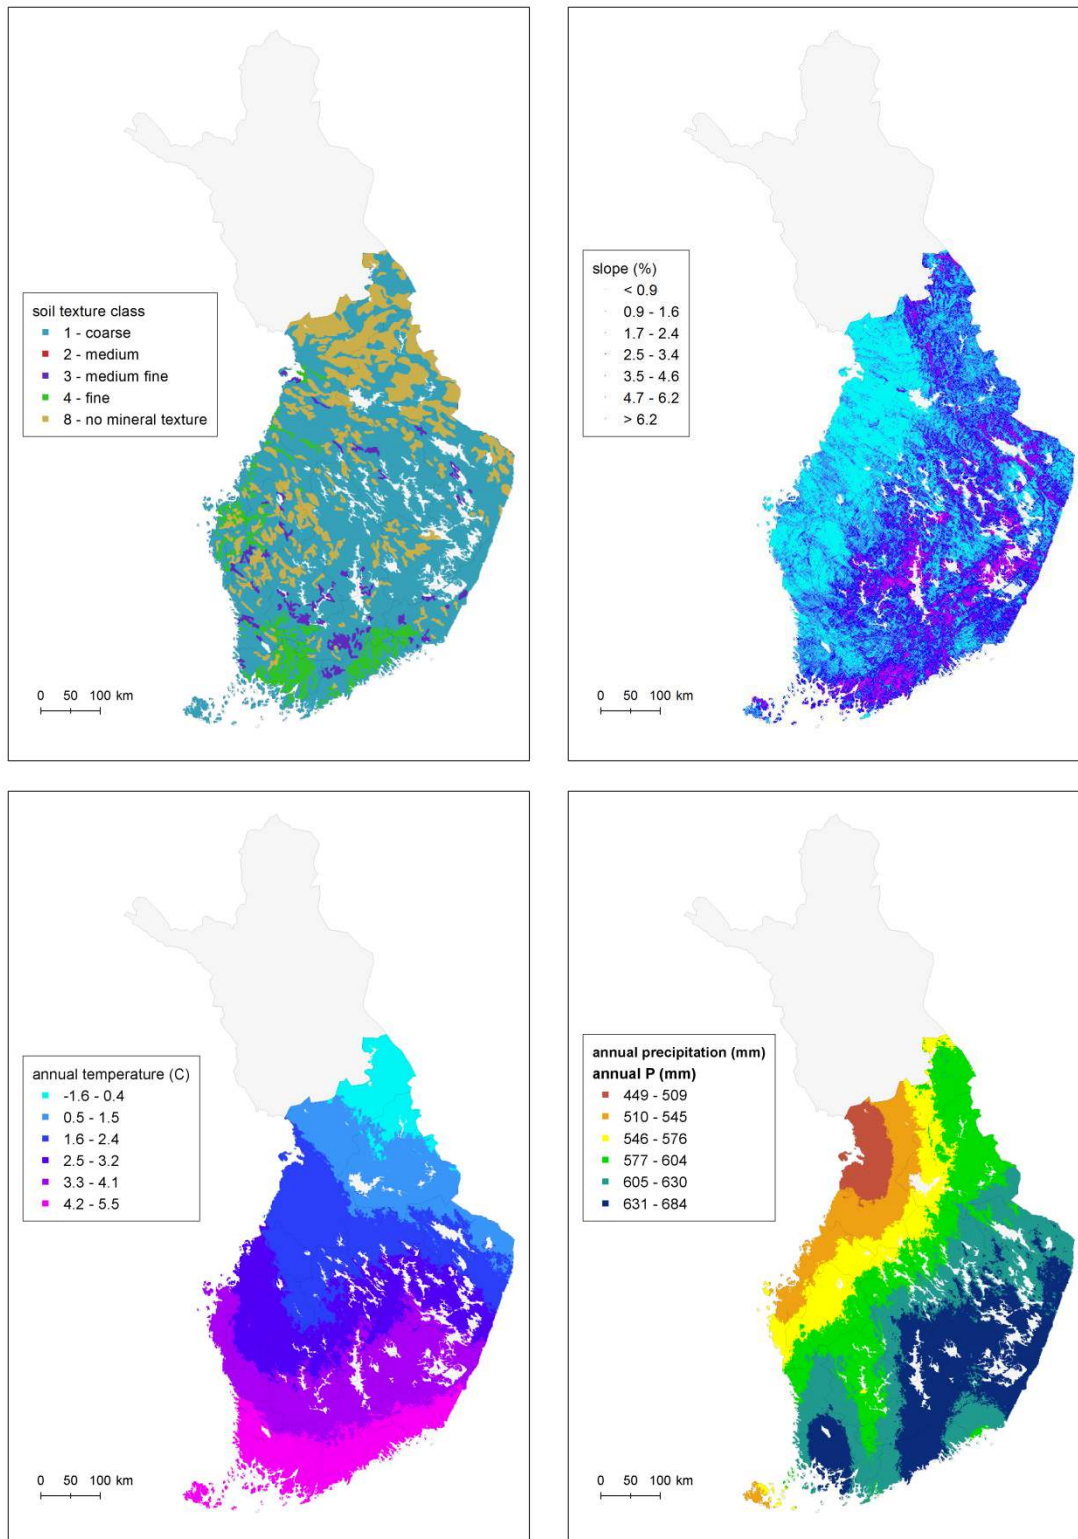 soil texture class
1 - coarse
2 - medium
3 - medium fine
4 - fine
8 - no mineral texture
0 50 100 km
slope (%)
< 0.9
0.9 - 1.6
1.7 - 2.4
2.5 - 3.4
3.5 - 4.6
4.7 - 6.2
> 6.2
0 50 100 km
annual temperature (C)
-1.6 - 0.4
0.5 - 1.5
1.6 - 2.4
2.5 - 3.2
3.3 - 4.1
4.2 - 5.5
0 50 100 km
annual precipitation (mm)
annual P (mm)
449 - 509
510 - 545
546 - 576
577 - 604
605 - 630
631 - 684
0 50 100 km